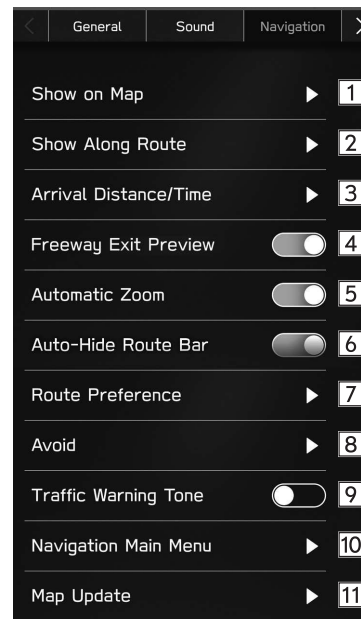 General Sound Navigation
Show on Map 1
Show Along Route 2
Arrival Distance/Time 3
Freeway Exit Preview 4
Automatic Zoom 5
Auto-Hide Route Bar 6
Route Preference 7
Avoid 8
Traffic Warning Tone 9
Navigation Main Menu 10
Map Update 11